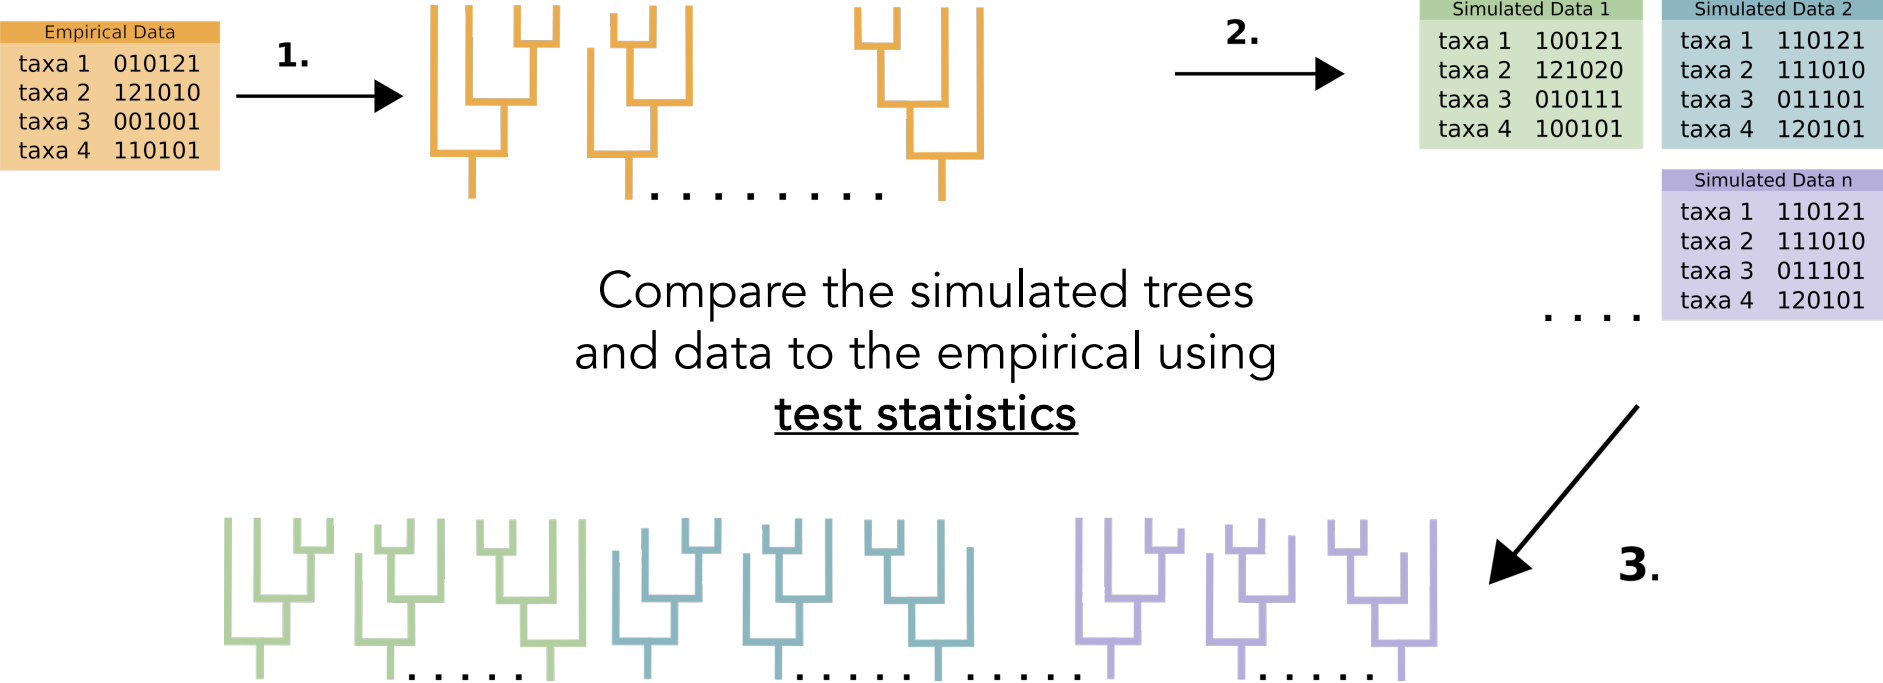 Empirical Data
taxa 1 010121
taxa 2 121010
taxa 3 001001
taxa 4 110101
1.
2.
Simulated Data 1
taxa 1 100121
taxa 2 121020
taxa 3 010111
taxa 4 100101
Simulated Data 2
taxa 1 110121
taxa 2 111010
taxa 3 011101
taxa 4 120101
Simulated Data n
taxa 1 110121
taxa 2 111010
taxa 3 011101
taxa 4 120101
Compare the simulated trees
and data to the empirical using
test statistics
3.